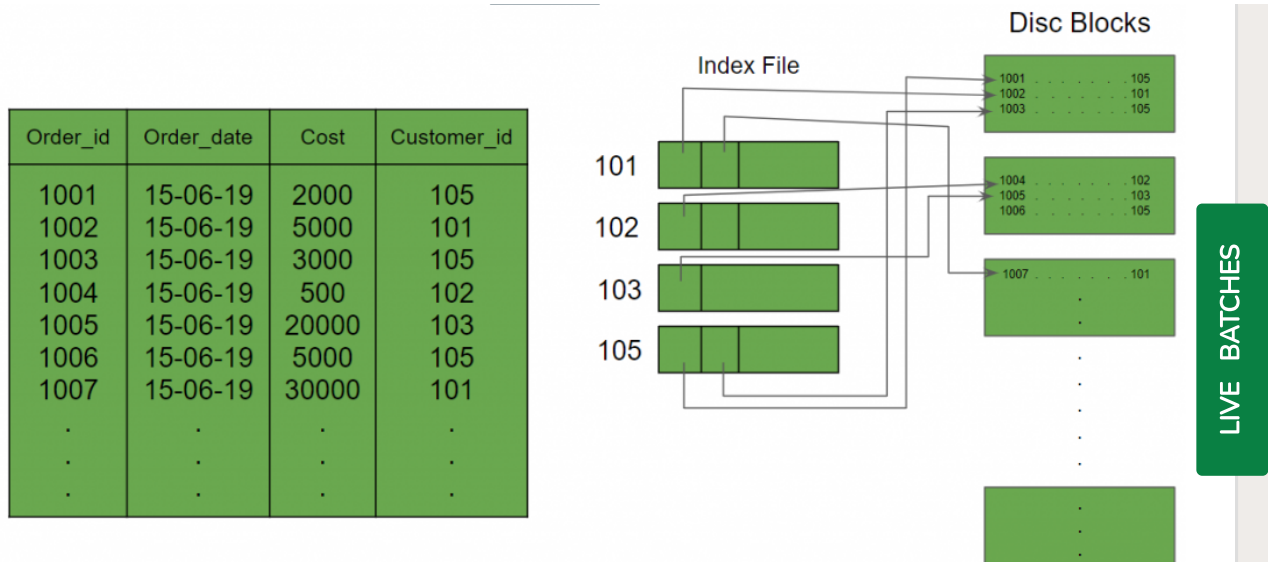 Order_id Order_date Cost Customer_id
1001 15-06-19 2000 105
1002 15-06-19 5000 101
1003 15-06-19 3000 105
1004 15-06-19 500 102
1005 15-06-19 20000 103
1006 15-06-19 5000 105
1007 15-06-19 30000 101
. . . .
. . . .
. . . .
Index File
101
102
103
105
Disc Blocks
1001 . . . . . . . 105
1002 . . . . . . . 101
1003 . . . . . . . 105
1004 . . . . . . . 102
1005 . . . . . . . 103
1006 . . . . . . . 105
1007 . . . . . . . 101
.
.
.
.
.
.
.
.
.
.
LIVE BATCHES